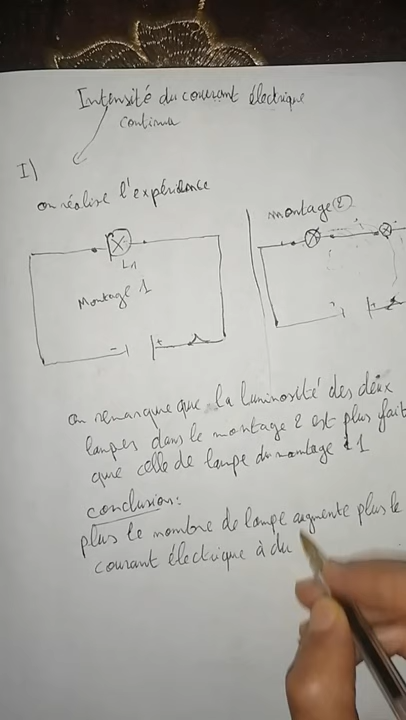 Intensité du courant électrique
continu
I)
on réalise l'expérience
montage ②
L1
Montage 1
- +
- +
on remarque que la luminosité des deux
lampes dans le montage 2 est plus fait
que celle de lampe du montage 1
conclusion:
plus le nombre de lampe augmente plus le
courant électrique à du